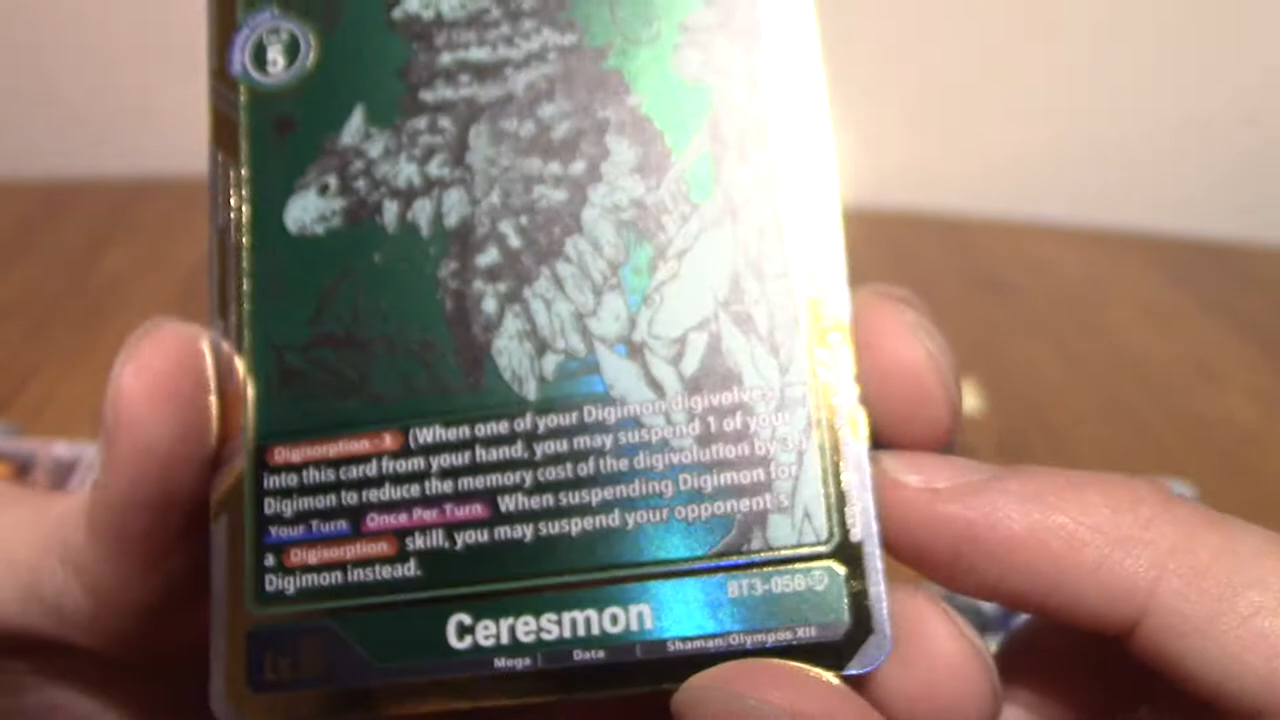 5
Digisorption -3 (When one of your Digimon digivolves
into this card from your hand, you may suspend 1 of your
Digimon to reduce the memory cost of the digivolution by 3.)
Your Turn Once Per Turn When suspending Digimon for
a Digisorption skill, you may suspend your opponent's
Digimon instead.
BT3-056
Ceresmon
Mega | Data | Shaman/Olympos XII